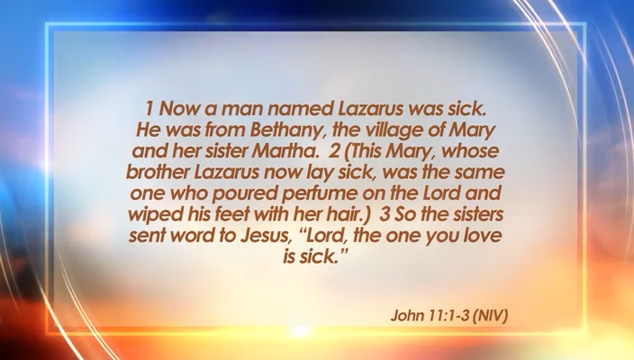 1 Now a man named Lazarus was sick.
He was from Bethany, the village of Mary
and her sister Martha.  2 (This Mary, whose
brother Lazarus now lay sick, was the same
one who poured perfume on the Lord and
wiped his feet with her hair.)  3 So the sisters
sent word to Jesus, “Lord, the one you love
is sick.”
John 11:1-3 (NIV)